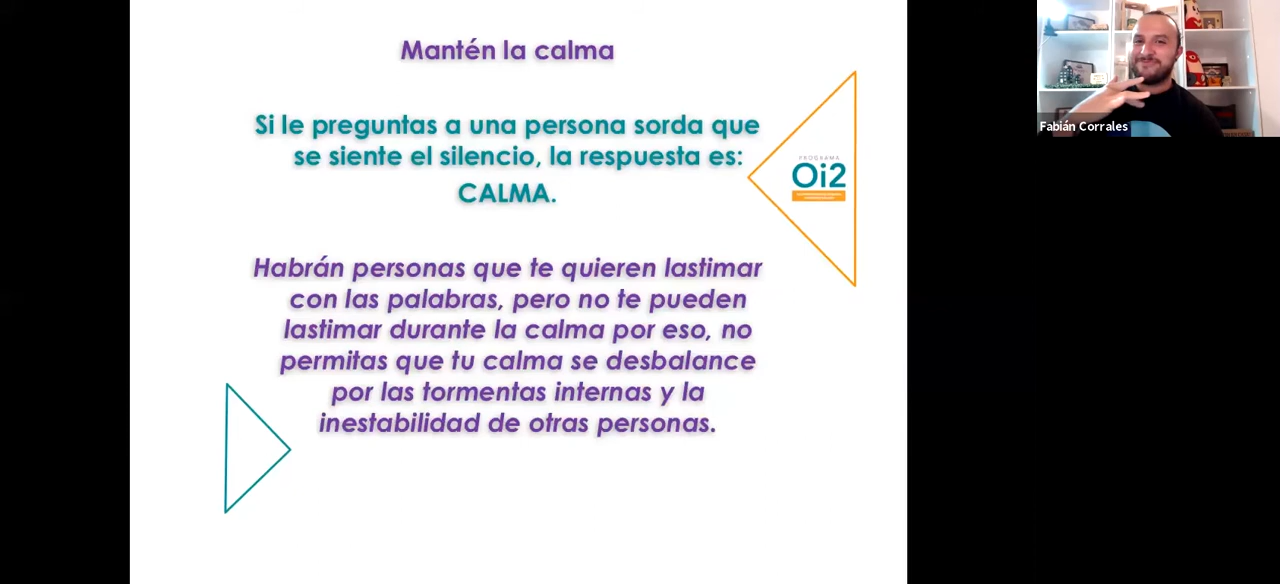 Mantén la calma
Si le preguntas a una persona sorda que
se siente el silencio, la respuesta es:
CALMA.
Habrán personas que te quieren lastimar
con las palabras, pero no te pueden
lastimar durante la calma por eso, no
permitas que tu calma se desbalance
por las tormentas internas y la
inestabilidad de otras personas.
PROGRAMA
Oi2
Fabián Corrales